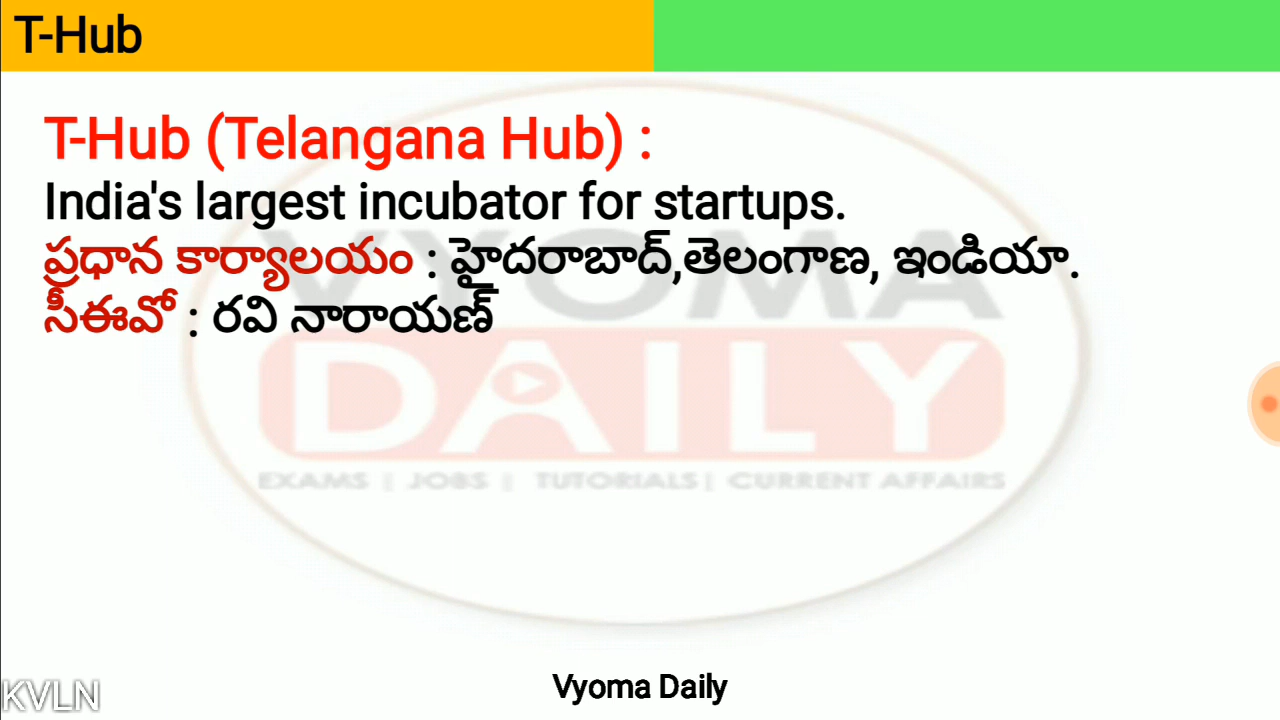 T-Hub
T-Hub (Telangana Hub) :
India's largest incubator for startups.
ప్రధాన కార్యాలయం : హైదరాబాద్,తెలంగాణ, ఇండియా.
సీఈవో : రవి నారాయణ్
VYOMA
DAILY
EXAMS | JOBS | TUTORIALS | CURRENT AFFAIRS
Vyoma Daily
KVLN